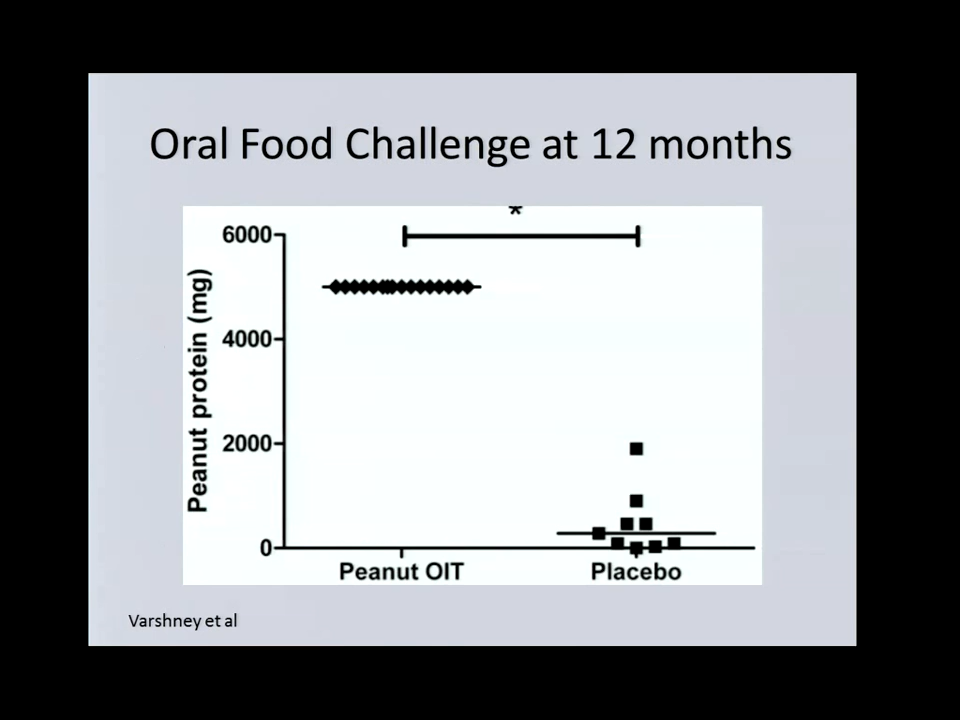 Oral Food Challenge at 12 months
*
6000
4000
2000
0
Peanut protein (mg)
Peanut OIT
Placebo
Varshney et al